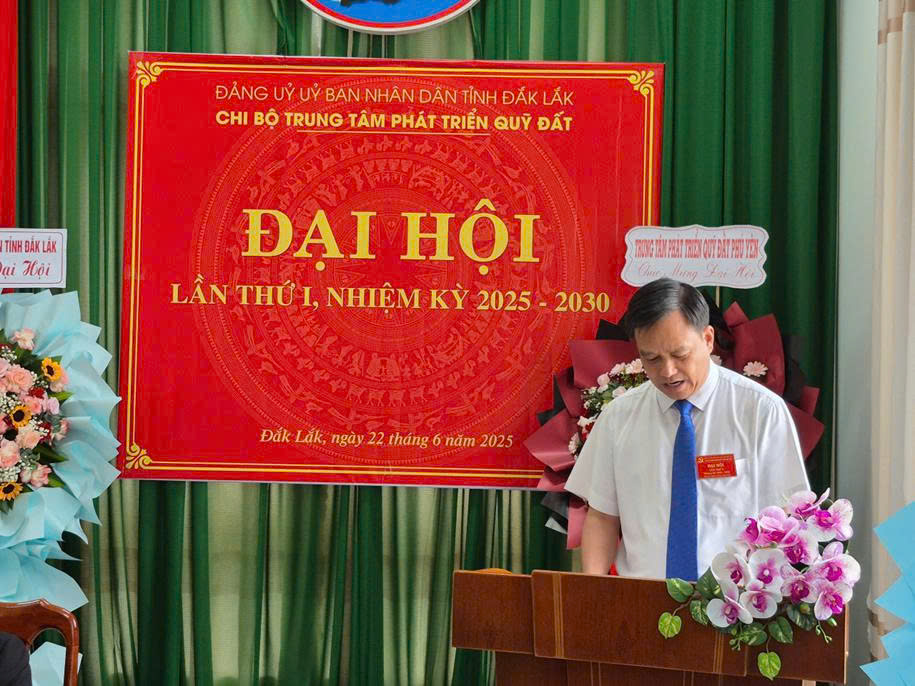 ĐẢNG UỶ UỶ BAN NHÂN DÂN TỈNH ĐẮK LẮK
CHI BỘ TRUNG TÂM PHÁT TRIỂN QUỸ ĐẤT
ĐẠI HỘI
LẦN THỨ I, NHIỆM KỲ 2025 - 2030
Đắk Lắk, ngày 22 tháng 6 năm 2025
N TỈNH ĐẮK LẮK
Đại Hội
TRUNG TÂM PHÁT TRIỂN QUỸ ĐẤT PHÚ YÊN
Chúc Mừng Đại Hội
ĐẠI HỘI